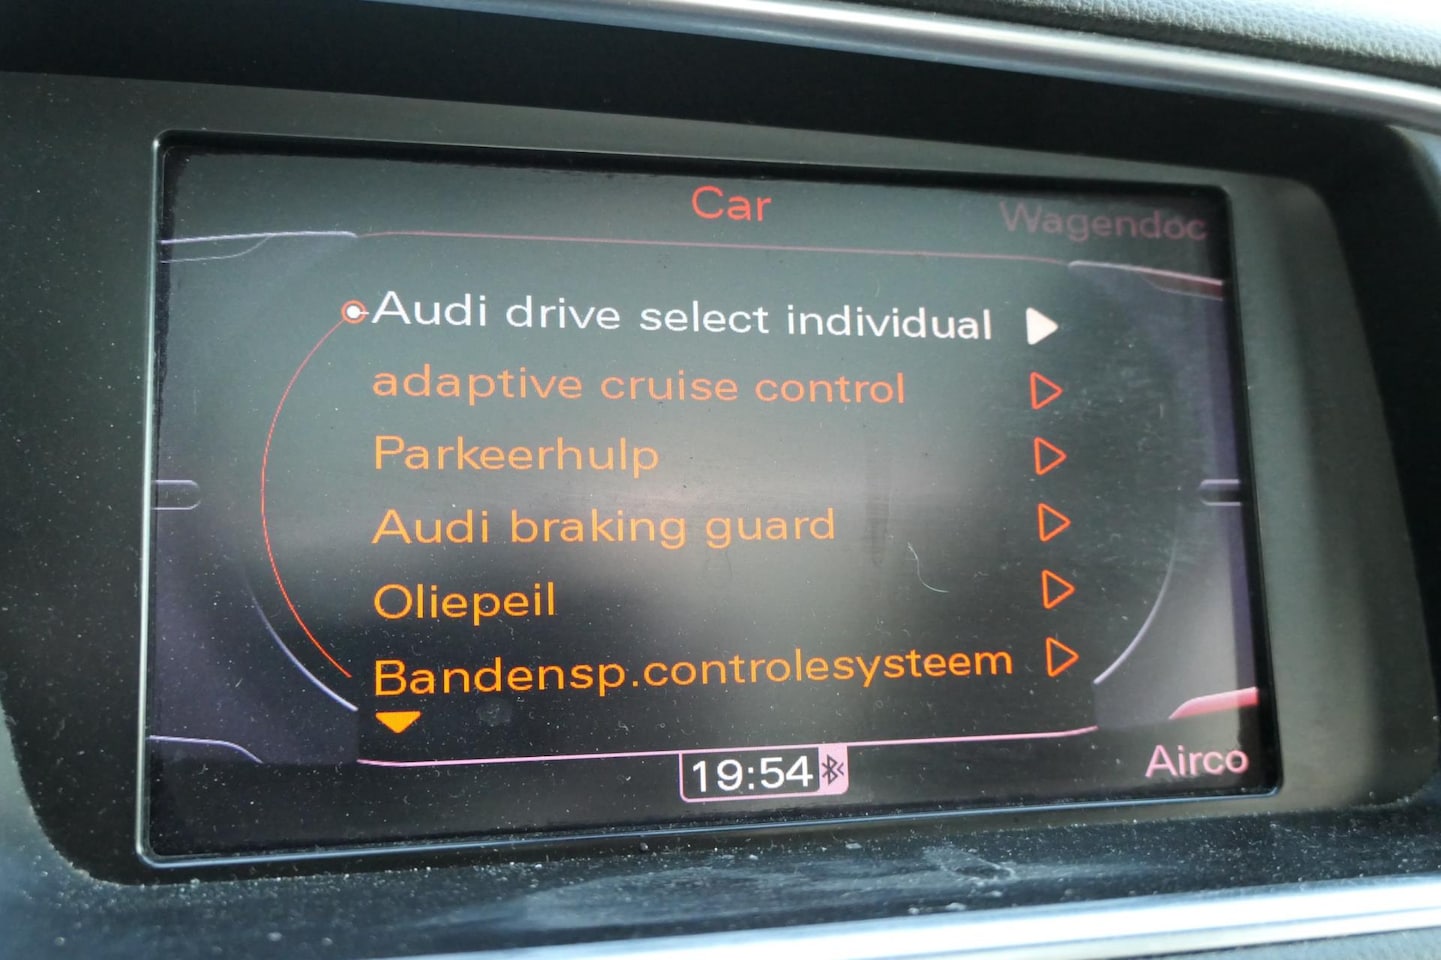 Car
Wagendoc
Audi drive select individual
adaptive cruise control
Parkeerhulp
Audi braking guard
Oliepeil
Bandensp.controlesysteem
19:54
Airco